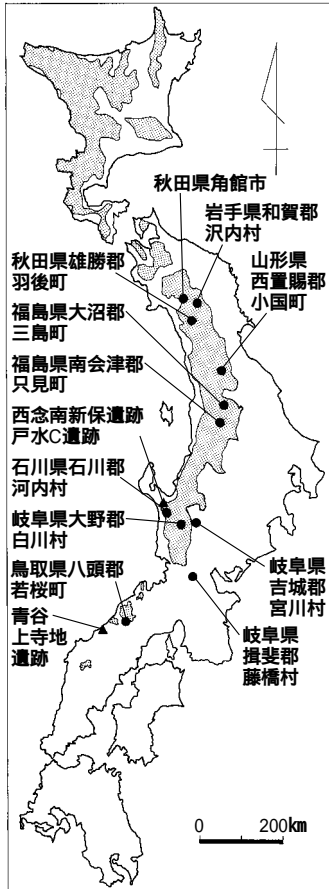 秋田県角館市
岩手県和賀郡
沢内村
山形県
西置賜郡
小国町
秋田県雄勝郡
羽後町
福島県大沼郡
三島町
福島県南会津郡
只見町
西念南新保遺跡
戸水C遺跡
石川県石川郡
河内村
岐阜県大野郡
白川村
鳥取県八頭郡
若桜町
青谷
上寺地
遺跡
岐阜県
吉城郡
宮川村
岐阜県
揖斐郡
藤橋村
0 200km